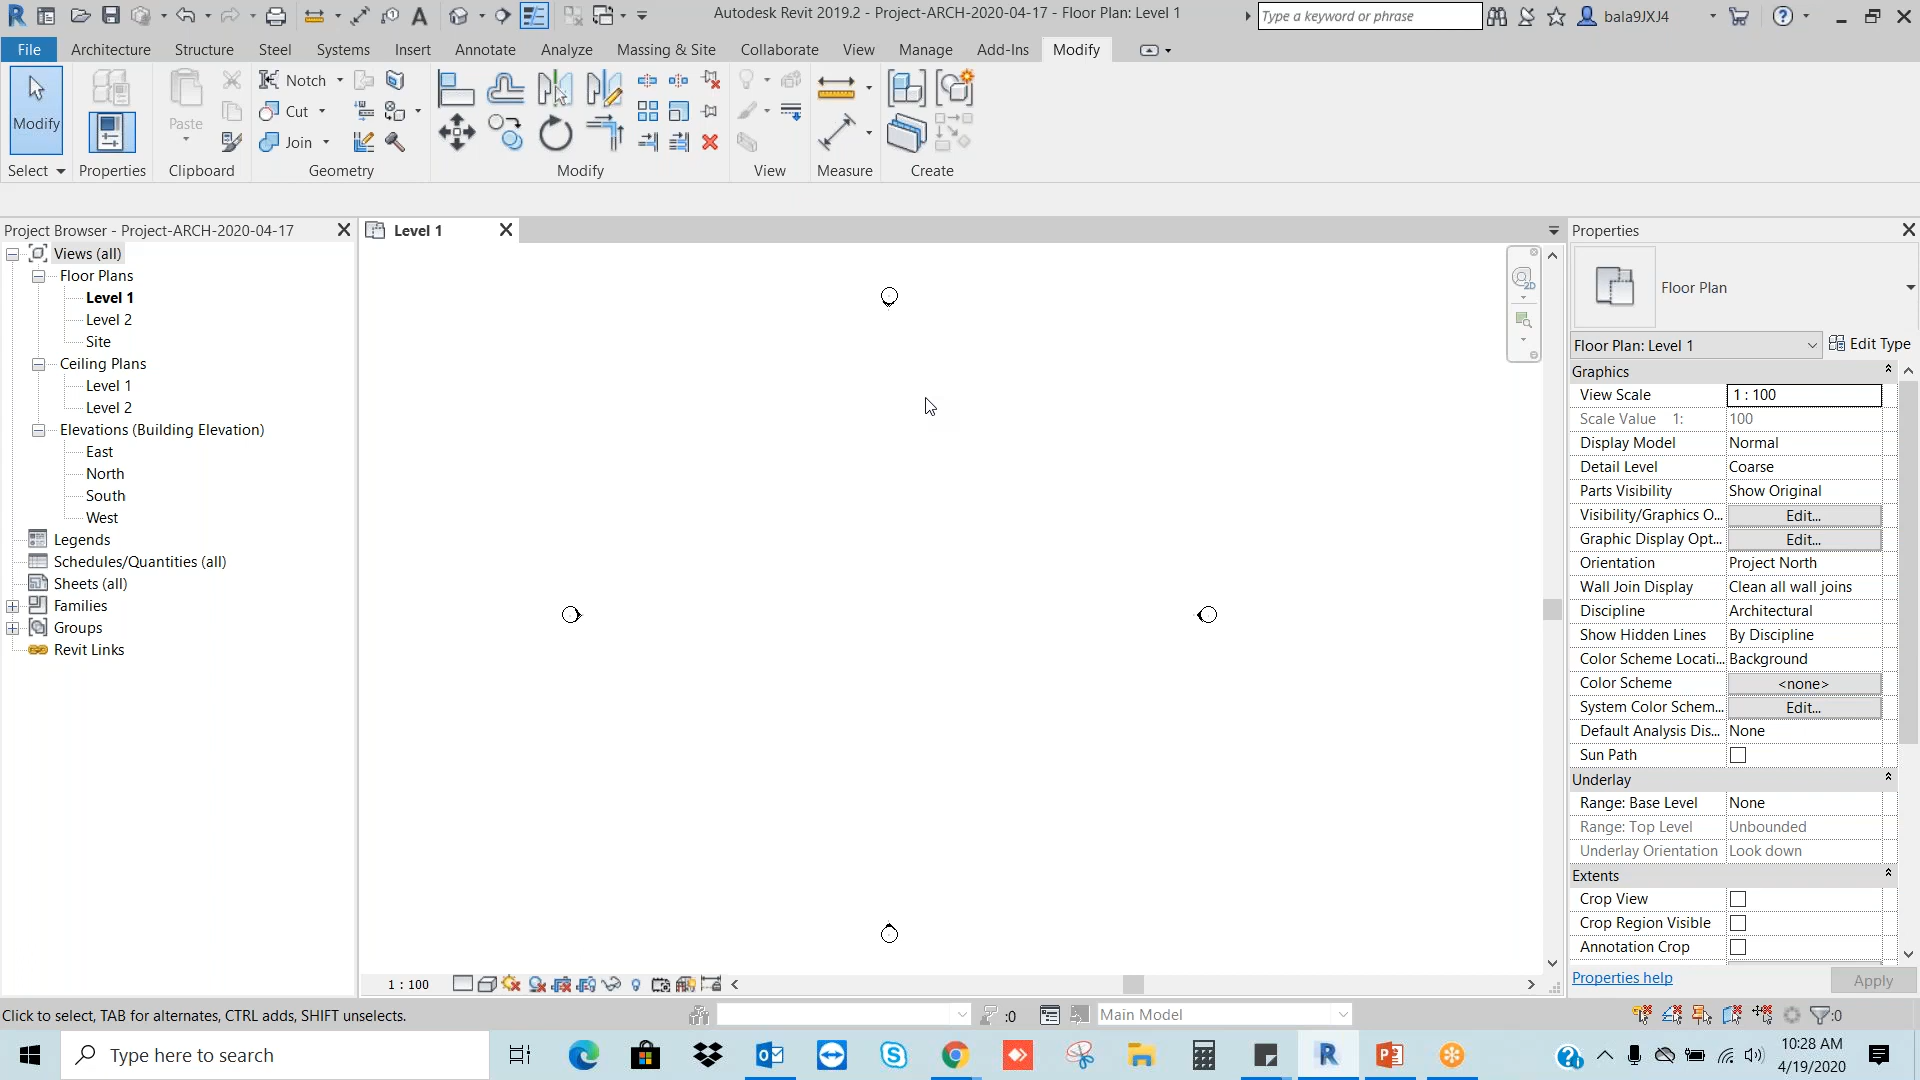 Autodesk Revit 2019.2 - Project-ARCH-2020-04-17 - Floor Plan: Level 1
Type a keyword or phrase
bala9JXJ4
File Architecture Structure Steel Systems Insert Annotate Analyze Massing & Site Collaborate View Manage Add-Ins Modify
Modify
Paste
Notch
Cut
Join
Select Properties Clipboard Geometry Modify View Measure Create
Project Browser - Project-ARCH-2020-04-17
Views (all)
Floor Plans
Level 1
Level 2
Site
Ceiling Plans
Level 1
Level 2
Elevations (Building Elevation)
East
North
South
West
Legends
Schedules/Quantities (all)
Sheets (all)
Families
Groups
Revit Links
Level 1
2D
1 : 100
Properties
Floor Plan
Floor Plan: Level 1
Edit Type
Graphics
View Scale 1 : 100
Scale Value 1: 100
Display Model Normal
Detail Level Coarse
Parts Visibility Show Original
Visibility/Graphics O... Edit...
Graphic Display Opt... Edit...
Orientation Project North
Wall Join Display Clean all wall joins
Discipline Architectural
Show Hidden Lines By Discipline
Color Scheme Locati... Background
Color Scheme <none>
System Color Schem... Edit...
Default Analysis Dis... None
Sun Path
Underlay
Range: Base Level None
Range: Top Level Unbounded
Underlay Orientation Look down
Extents
Crop View
Crop Region Visible
Annotation Crop
Properties help
Apply
Click to select, TAB for alternates, CTRL adds, SHIFT unselects.
:0
Main Model
:0
Type here to search
10:28 AM
4/19/2020